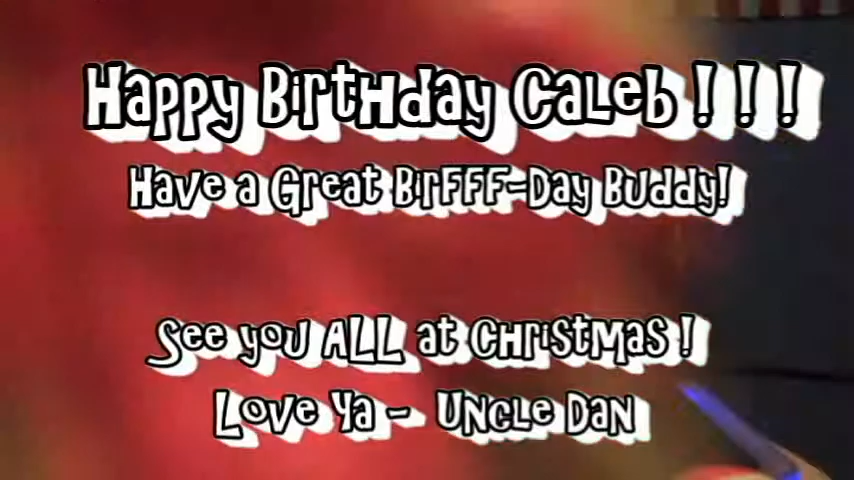 Happy Birthday Caleb ! ! !
Have a Great BirFFF-Day Buddy!
See you ALL at Christmas !
Love Ya - Uncle Dan